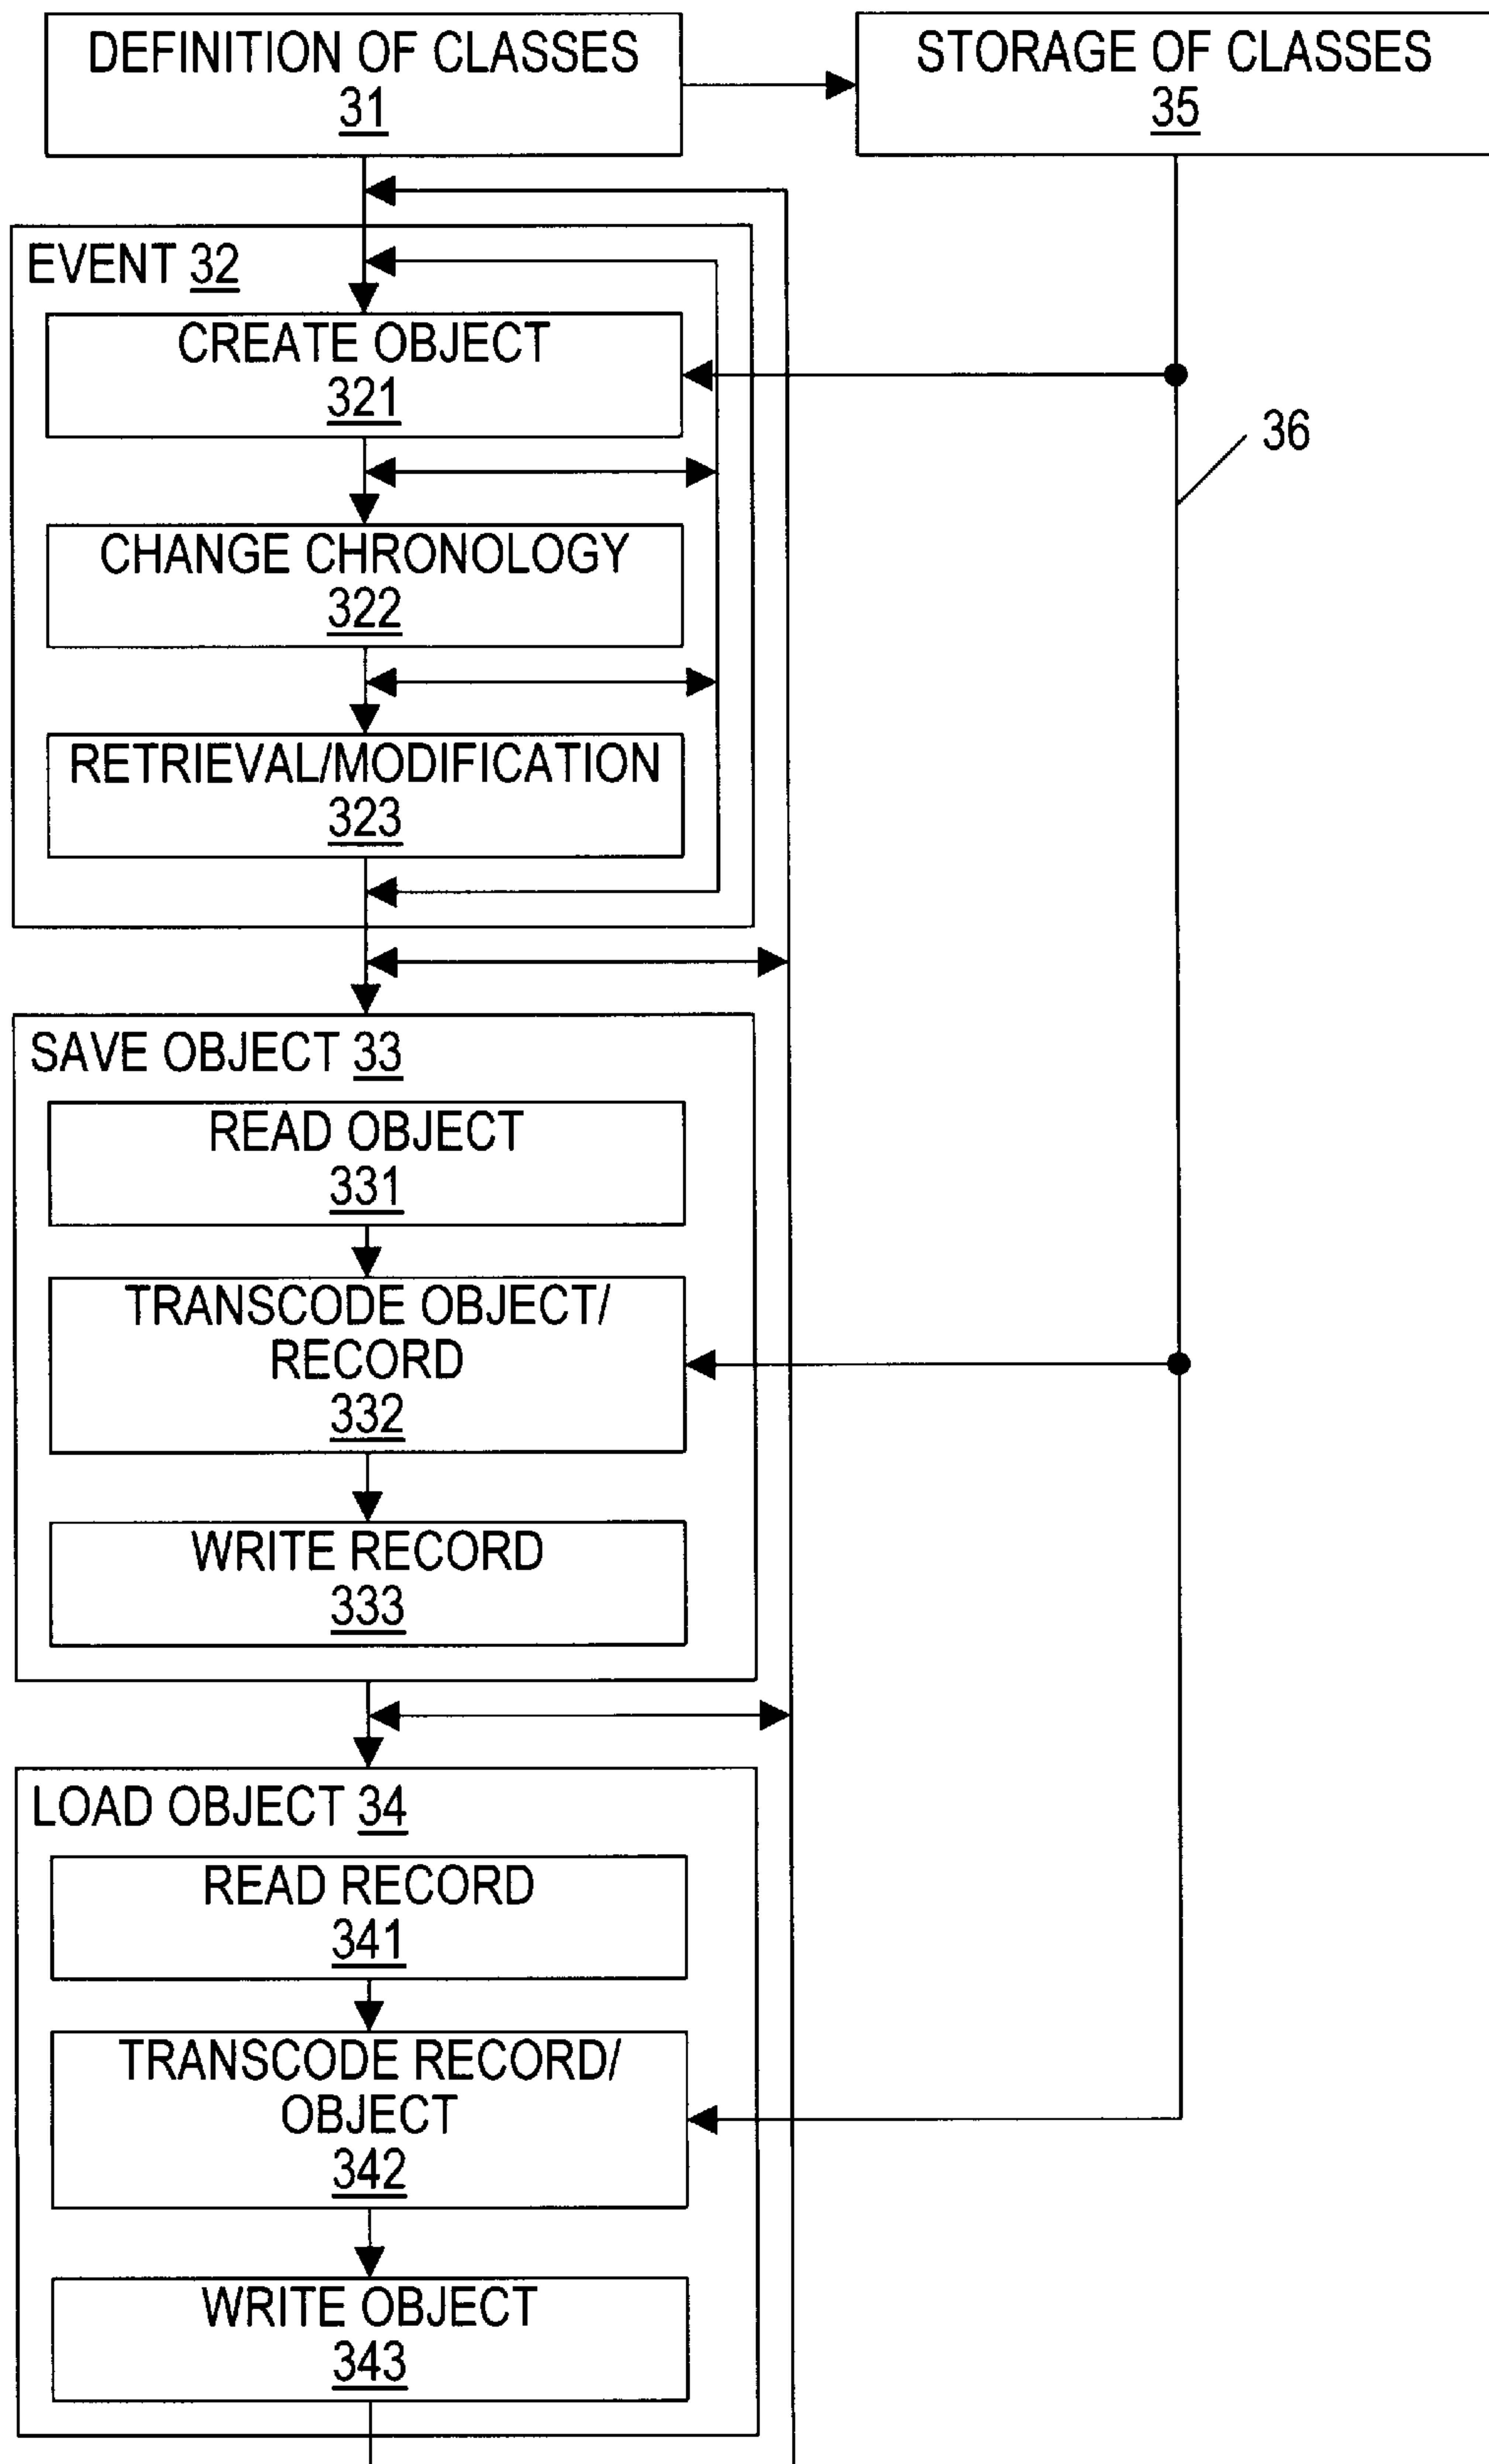 DEFINITION OF CLASSES
31
STORAGE OF CLASSES
35
EVENT 32
CREATE OBJECT
321
36
CHANGE CHRONOLOGY
322
RETRIEVAL/MODIFICATION
323
SAVE OBJECT 33
READ OBJECT
331
TRANSCODE OBJECT/
RECORD
332
WRITE RECORD
333
LOAD OBJECT 34
READ RECORD
341
TRANSCODE RECORD/
OBJECT
342
WRITE OBJECT
343